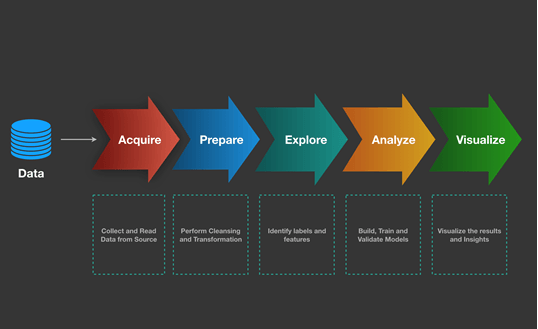 Data
Acquire
Prepare
Explore
Analyze
Visualize
Collect and Read
Data from Source
Perform Cleansing
and Transformation
Identify labels and
features
Build, Train and
Validate Models
Visualize the results
and Insights